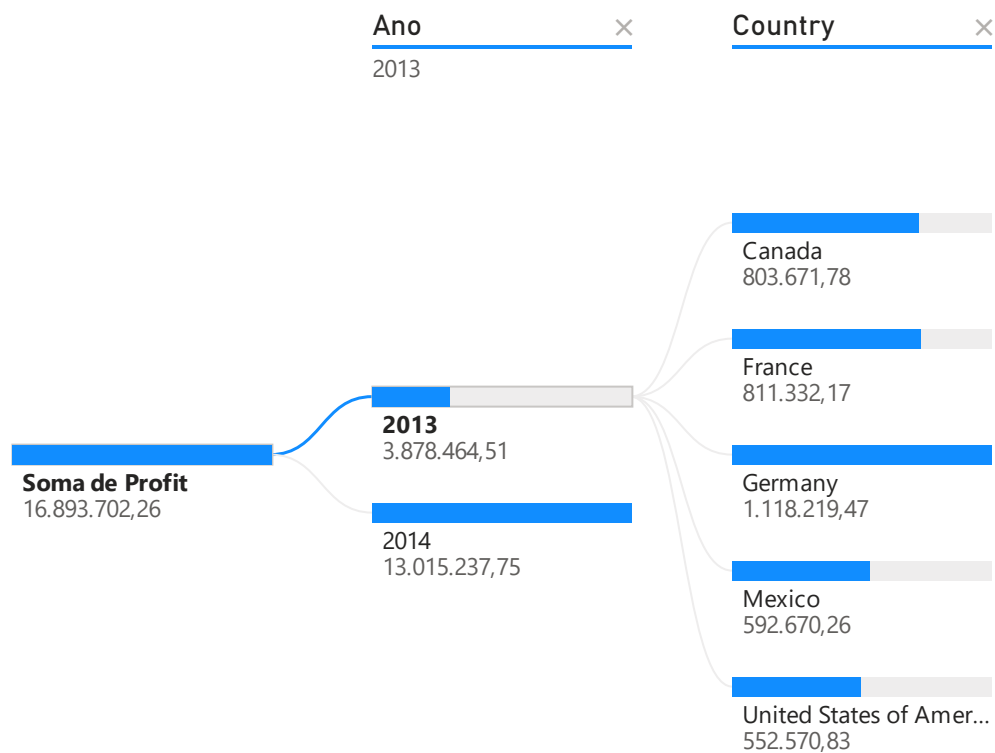 Ano
Country
2013
Canada
803.671,78
France
811.332,17
2013
3.878.464,51
Soma de Profit
16.893.702,26
Germany
1.118.219,47
2014
13.015.237,75
Mexico
592.670,26
United States of Amer...
552.570,83